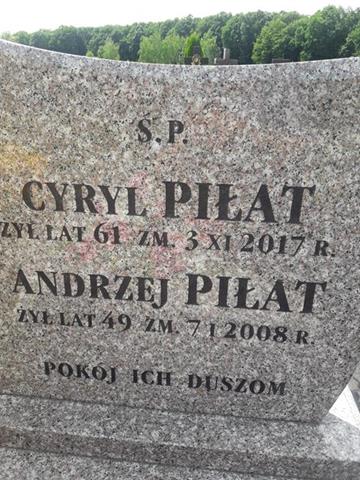 Ś.P.
CYRYL PIŁAT
ŻYŁ LAT 61 ZM. 3 XI 2017 R.
ANDRZEJ PIŁAT
ŻYŁ LAT 49 ZM. 7 I 2008 R.
POKÓJ ICH DUSZOM